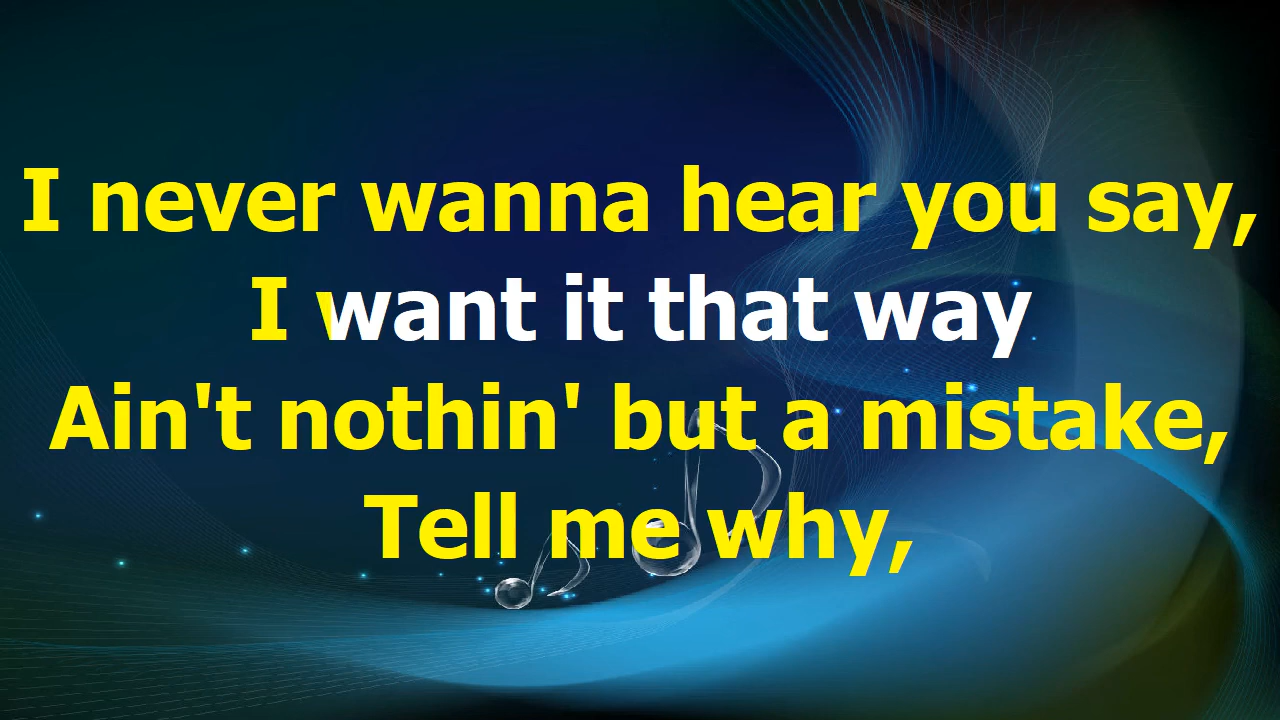 I never wanna hear you say,
I want it that way
Ain't nothin' but a mistake,
Tell me why,